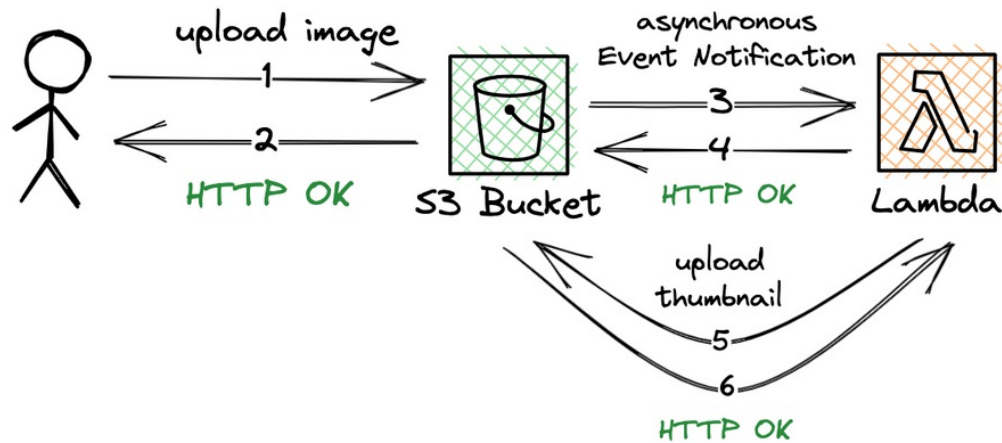 upload image
1
2
HTTP OK
S3 Bucket
asynchronous
Event Notification
3
4
HTTP OK
Lambda
upload
thumbnail
5
6
HTTP OK